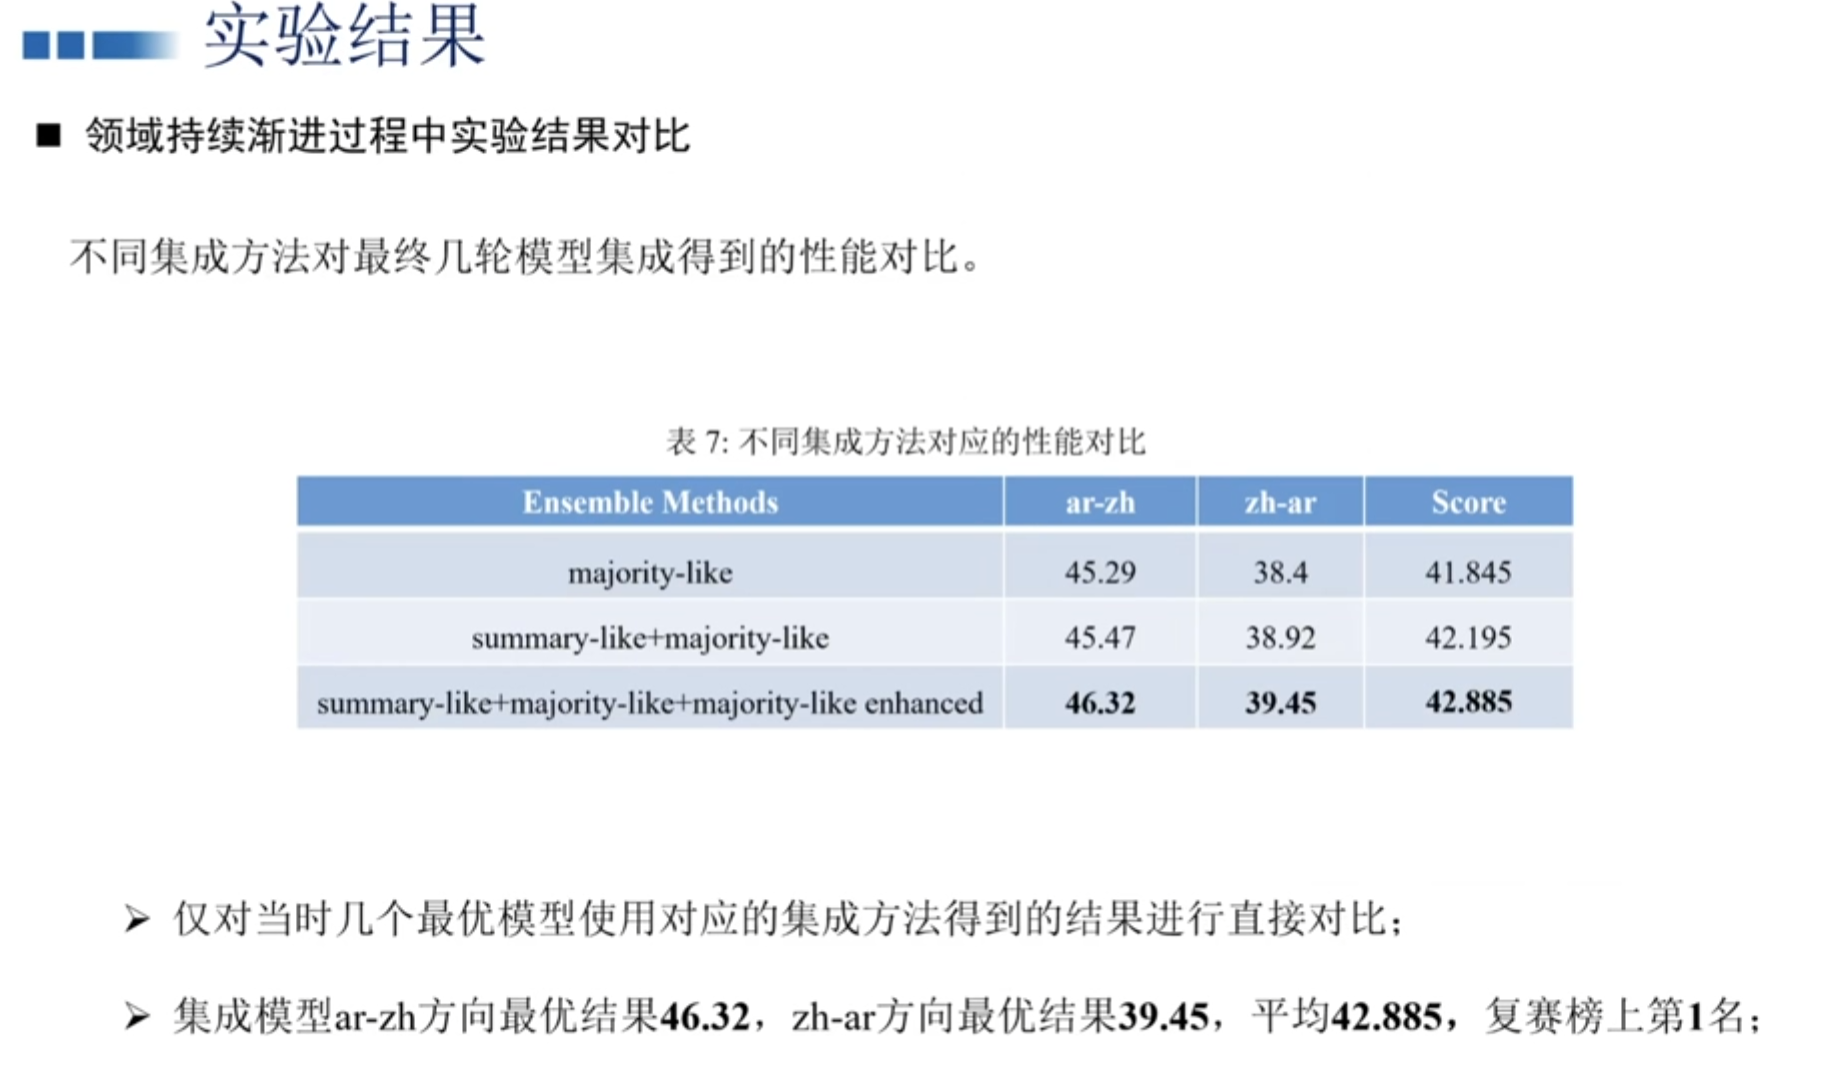 实验结果
领域持续渐进过程中实验结果对比
不同集成方法对最终几轮模型集成得到的性能对比。
表 7: 不同集成方法对应的性能对比
Ensemble Methods ar-zh zh-ar Score
majority-like 45.29 38.4 41.845
summary-like+majority-like 45.47 38.92 42.195
summary-like+majority-like+majority-like enhanced 46.32 39.45 42.885
仅对当时几个最优模型使用对应的集成方法得到的结果进行直接对比；
集成模型ar-zh方向最优结果46.32，zh-ar方向最优结果39.45，平均42.885，复赛榜上第1名；